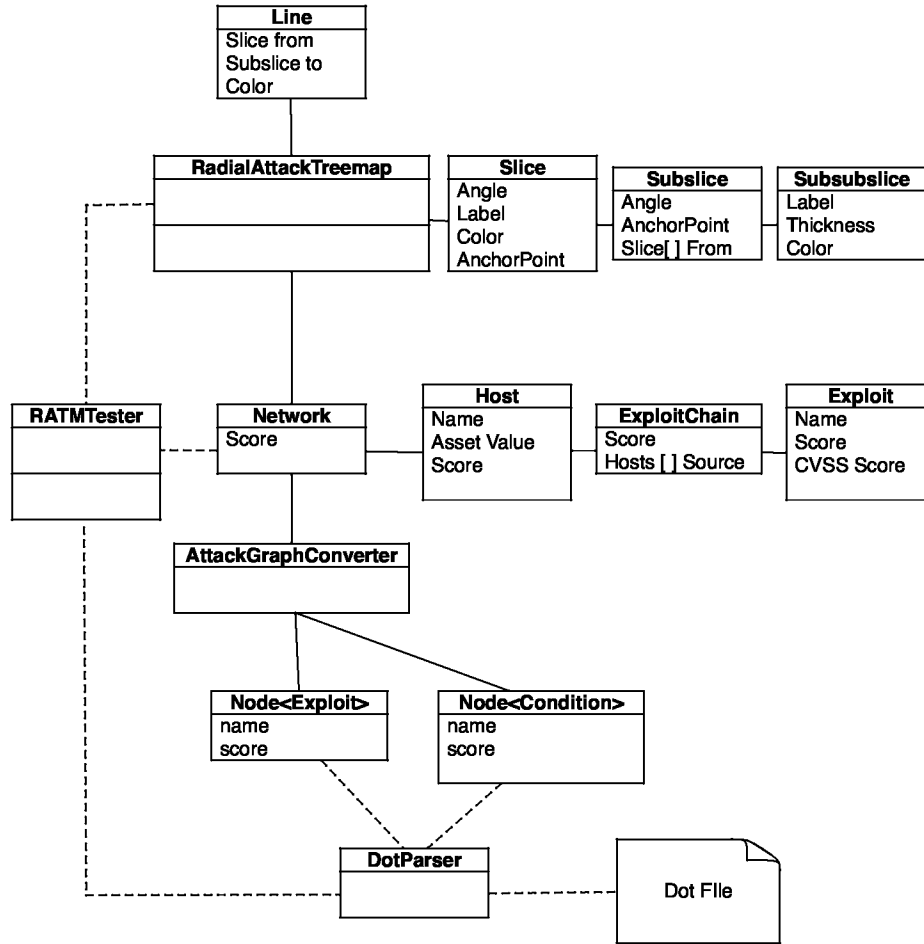 Line
Slice from
Subslice to
Color
RadialAttackTreemap
Slice
Angle
Label
Color
AnchorPoint
Subslice
Angle
AnchorPoint
Slice[ ] From
Subsubslice
Label
Thickness
Color
RATMTester
Network
Score
Host
Name
Asset Value
Score
ExploitChain
Score
Hosts [ ] Source
Exploit
Name
Score
CVSS Score
AttackGraphConverter
Node<Exploit>
name
score
Node<Condition>
name
score
DotParser
Dot File